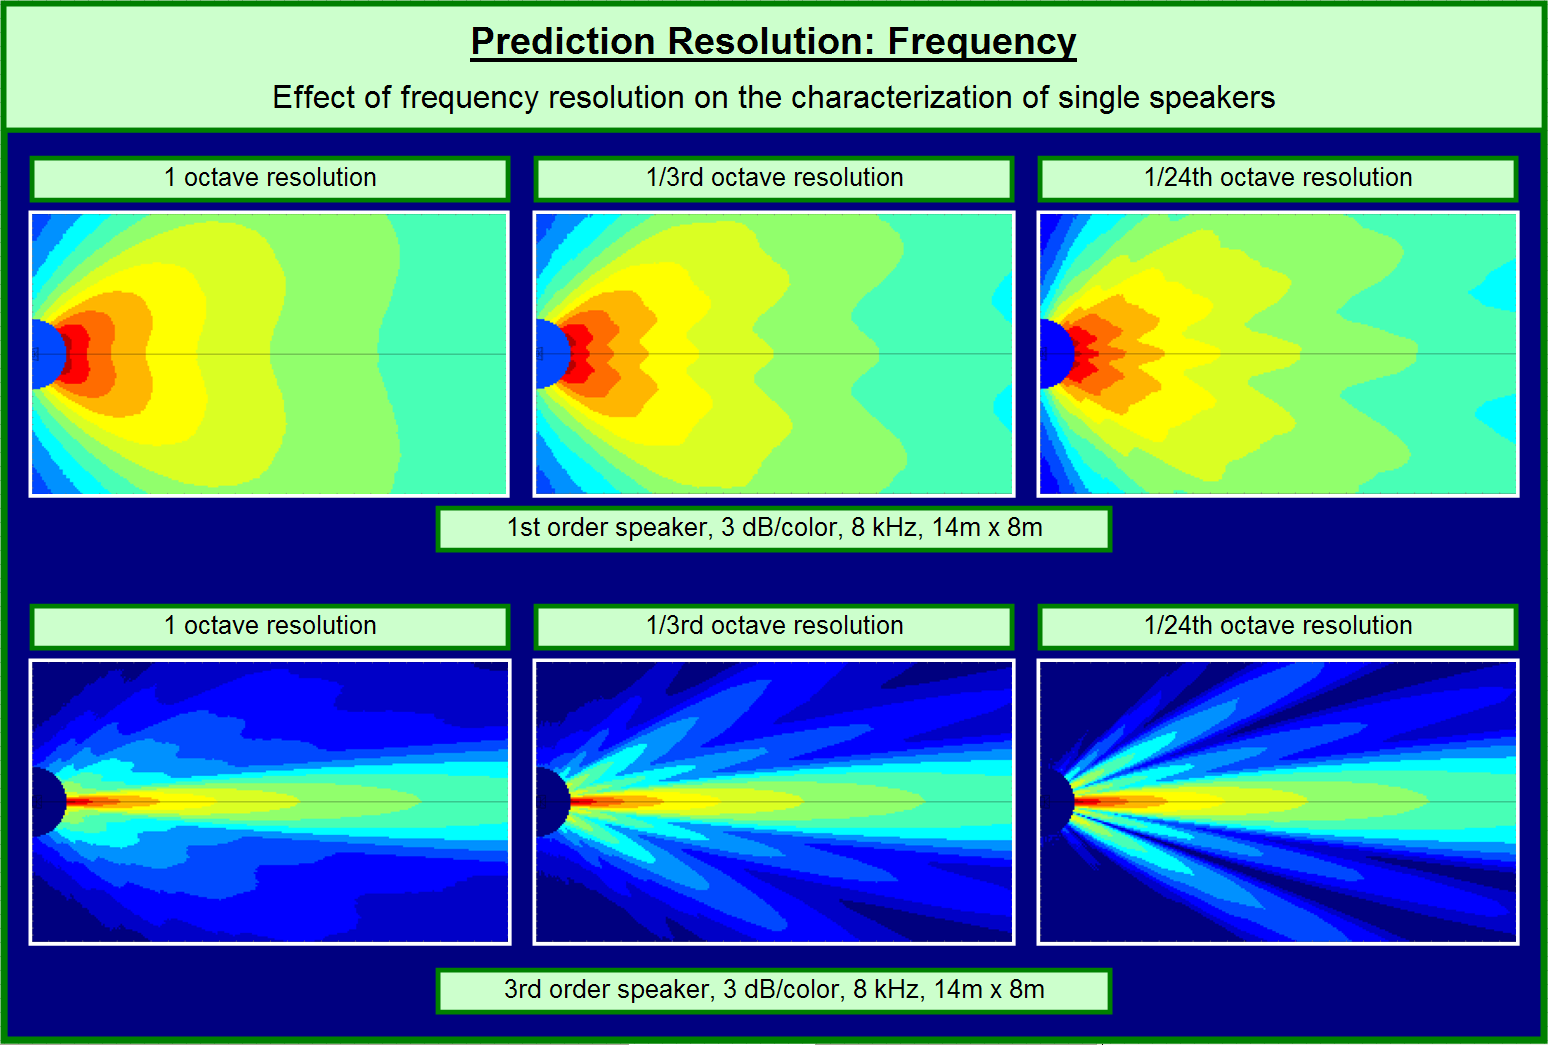 Prediction Resolution: Frequency
Effect of frequency resolution on the characterization of single speakers
1 octave resolution
1/3rd octave resolution
1/24th octave resolution
1st order speaker, 3 dB/color, 8 kHz, 14m x 8m
1 octave resolution
1/3rd octave resolution
1/24th octave resolution
3rd order speaker, 3 dB/color, 8 kHz, 14m x 8m